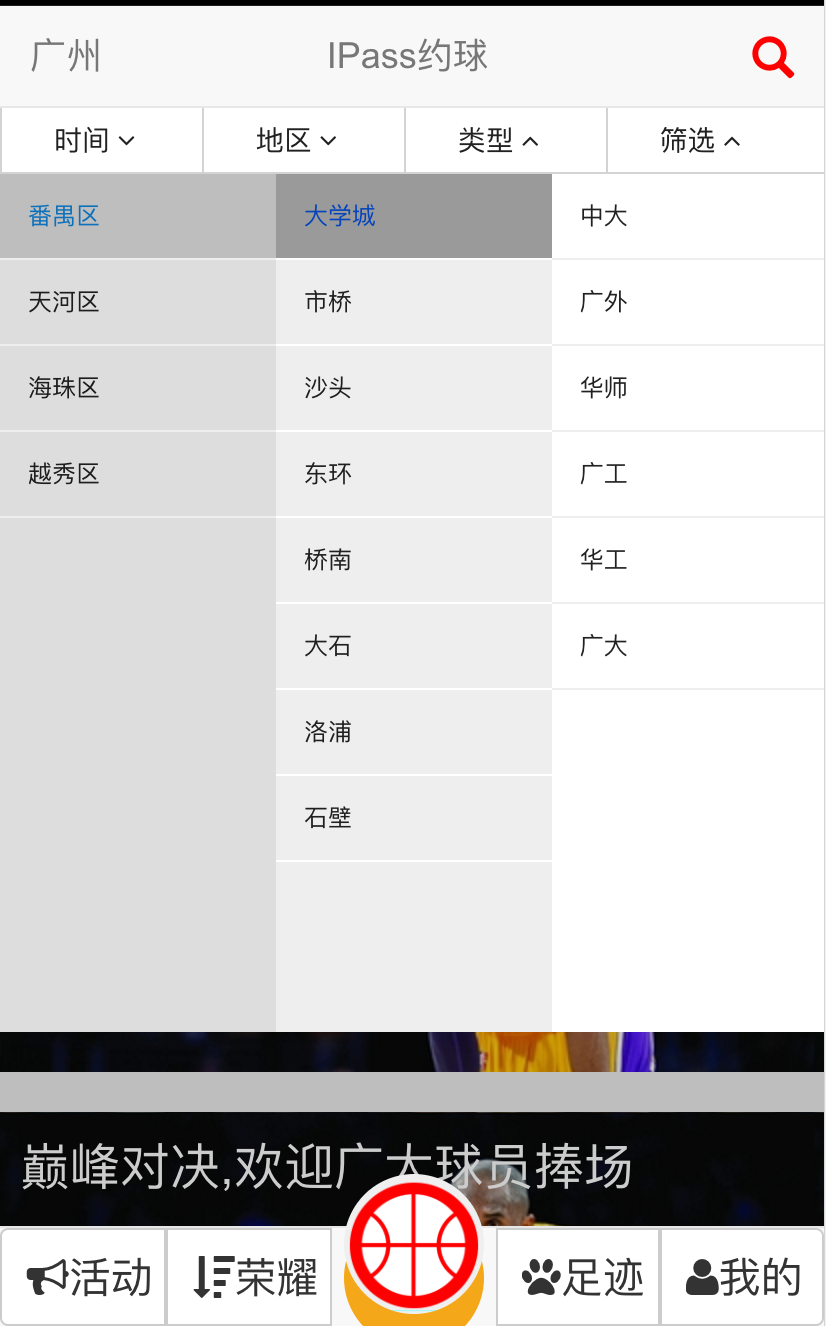 广州 IPass约球
时间 地区 类型 筛选
番禺区 大学城 中大
天河区 市桥 广外
海珠区 沙头 华师
越秀区 东环 广工
桥南 华工
大石 广大
洛浦
石壁
巅峰对决,欢迎广大球员捧场
活动 荣耀 足迹 我的